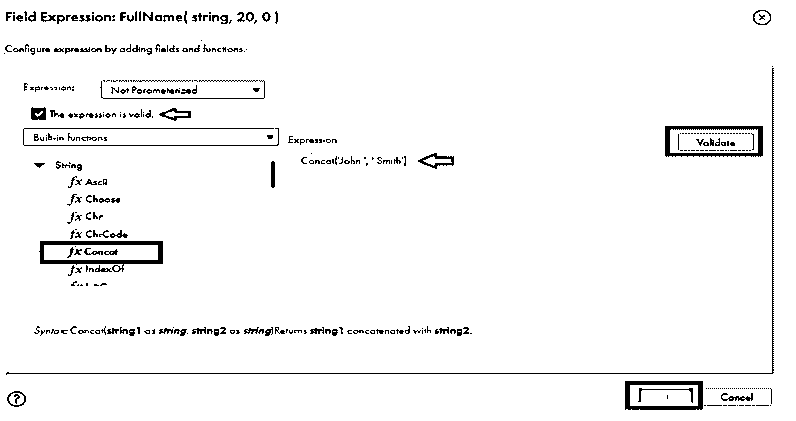 Field Expression: FullName( string, 20, 0 )
Configure expression by adding fields and functions.
Expression: Not Parameterized
The expression is valid.
Built-in functions
Expression
Validate
String
Concat('John ', ' Smith')
fx Ascii
fx Choose
fx Chr
fx ChrCode
fx Concat
fx IndexOf
Syntax: Concat(string1 as string, string2 as string)Returns string1 concatenated with string2.
Cancel